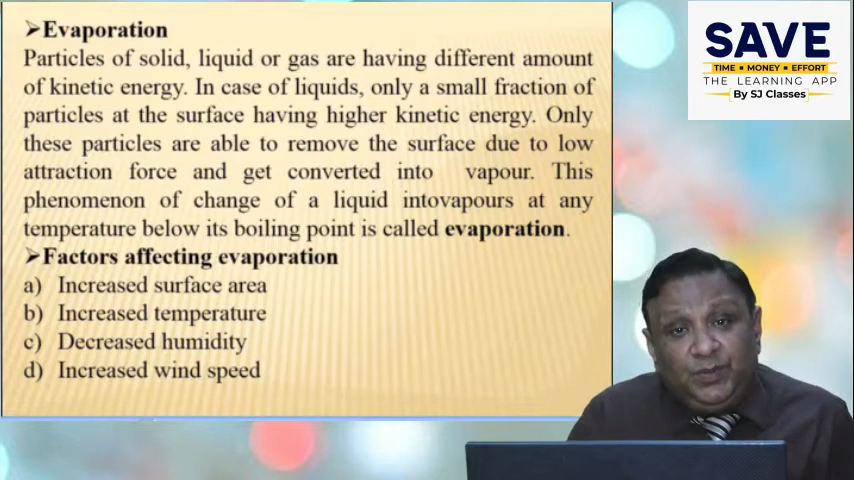 ➢Evaporation
Particles of solid, liquid or gas are having different amount
of kinetic energy. In case of liquids, only a small fraction of
particles at the surface having higher kinetic energy. Only
these particles are able to remove the surface due to low
attraction force and get converted into vapour. This
phenomenon of change of a liquid intovapours at any
temperature below its boiling point is called evaporation.
➢Factors affecting evaporation
a) Increased surface area
b) Increased temperature
c) Decreased humidity
d) Increased wind speed
SAVE
TIME ▪ MONEY ▪ EFFORT
THE LEARNING APP
By SJ Classes